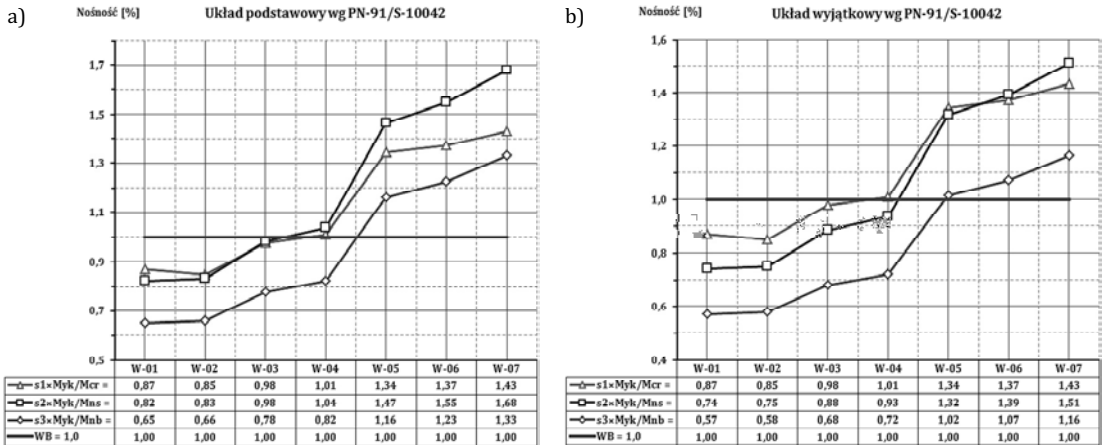 a)
Nośność [%]
Układ podstawowy wg PN-91/S-10042
1,7
1,5
1,3
1,1
0,9
0,7
0,5
W-01 W-02 W-03 W-04 W-05 W-06 W-07
s1×Myk/Mcr = 0,87 0,85 0,98 1,01 1,34 1,37 1,43
s2×Myk/Mns = 0,82 0,83 0,98 1,04 1,47 1,55 1,68
s3×Myk/Mnb = 0,65 0,66 0,78 0,82 1,16 1,23 1,33
WB = 1,0 1,00 1,00 1,00 1,00 1,00 1,00 1,00
b)
Nośność [%]
Układ wyjątkowy wg PN-91/S-10042
1,6
1,4
1,2
1,0
0,8
0,6
0,4
W-01 W-02 W-03 W-04 W-05 W-06 W-07
s1×Myk/Mcr = 0,87 0,85 0,98 1,01 1,34 1,37 1,43
s2×Myk/Mns = 0,74 0,75 0,88 0,93 1,32 1,39 1,51
s3×Myk/Mnb = 0,57 0,58 0,68 0,72 1,02 1,07 1,16
WB = 1,0 1,00 1,00 1,00 1,00 1,00 1,00 1,00